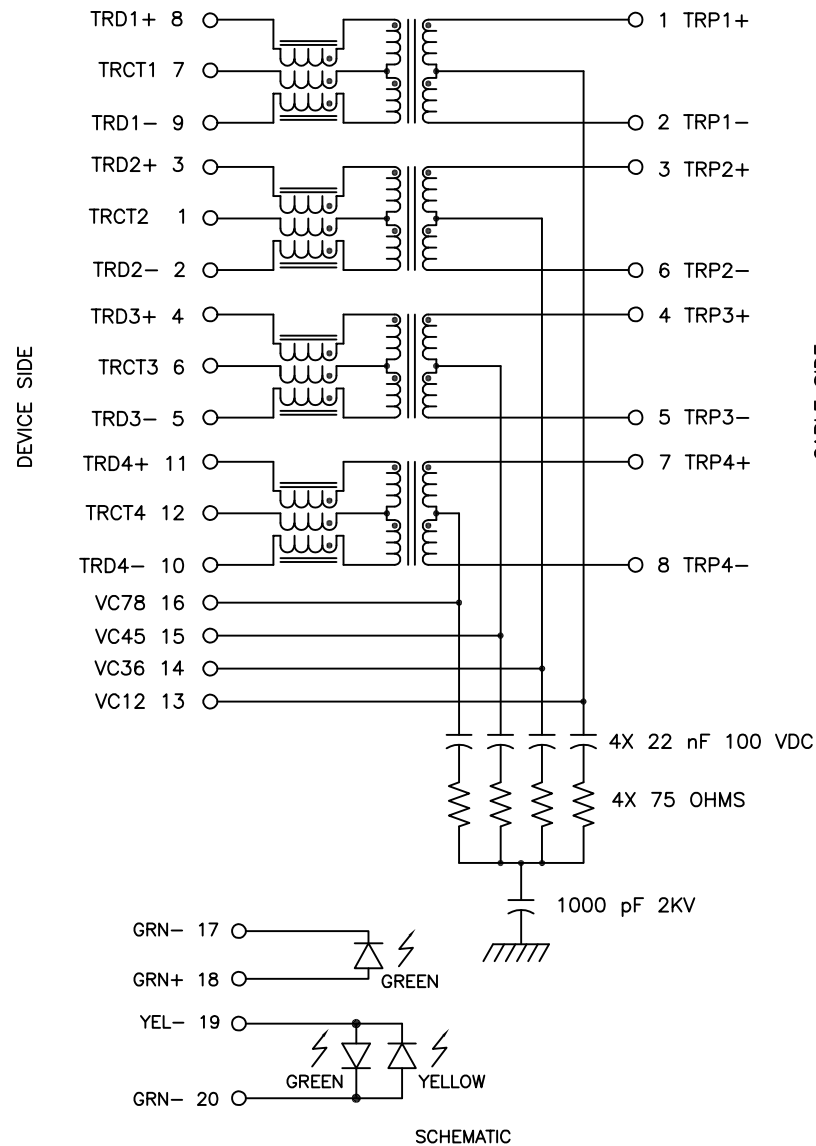 TRD1+ 8
1 TRP1+
TRCT1 7
TRD1- 9
2 TRP1-
TRD2+ 3
3 TRP2+
TRCT2 1
TRD2- 2
6 TRP2-
TRD3+ 4
4 TRP3+
TRCT3 6
TRD3- 5
5 TRP3-
TRD4+ 11
7 TRP4+
TRCT4 12
TRD4- 10
8 TRP4-
DEVICE SIDE
VC78 16
VC45 15
VC36 14
VC12 13
4X 22 nF 100 VDC
4X 75 OHMS
1000 pF 2KV
GRN- 17
GRN+ 18
GREEN
YEL- 19
GREEN
YELLOW
GRN- 20
SCHEMATIC